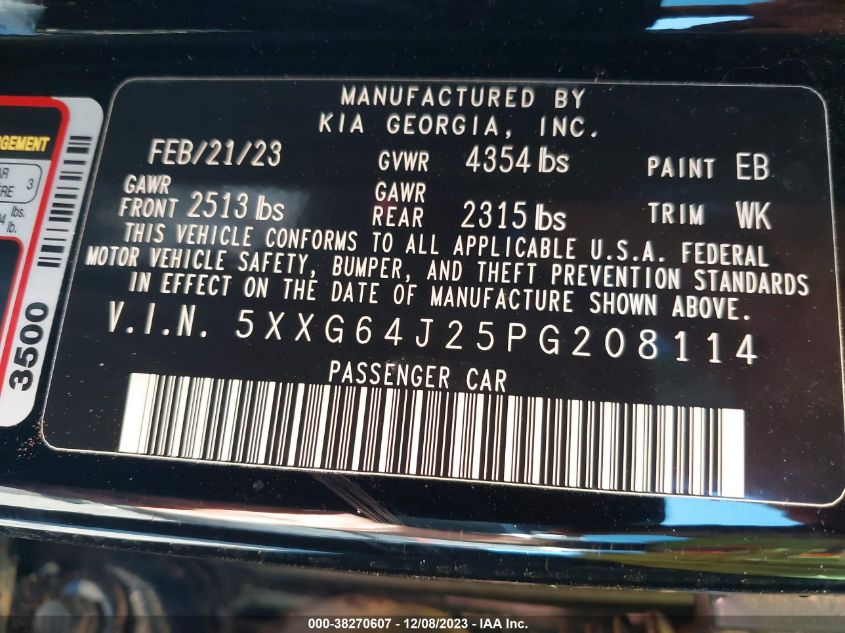 MANUFACTURED BY
KIA GEORGIA, INC.
FEB/21/23 GVWR 4354 lbs PAINT EB
GAWR FRONT 2513 lbs GAWR REAR 2315 lbs TRIM WK
THIS VEHICLE CONFORMS TO ALL APPLICABLE U.S.A. FEDERAL
MOTOR VEHICLE SAFETY, BUMPER, AND THEFT PREVENTION STANDARDS
IN EFFECT ON THE DATE OF MANUFACTURE SHOWN ABOVE.
V.I.N. 5XXG64J25PG208114
PASSENGER CAR
3
lbs.
lb.
3500
000-38270607 - 12/08/2023 - IAA Inc.